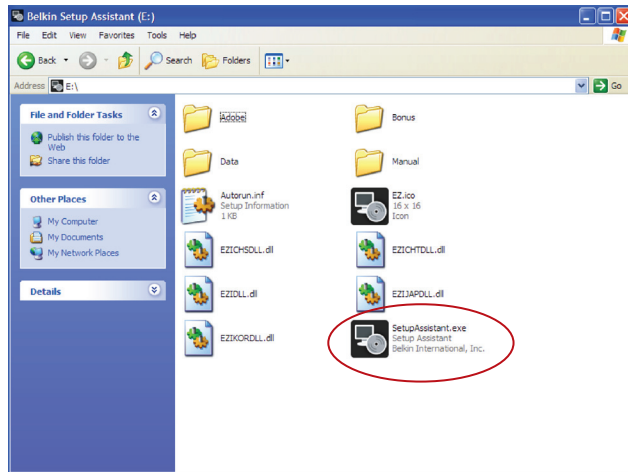 Belkin Setup Assistant (E:)
File Edit View Favorites Tools Help
Back Search Folders
Address E:\ Go
File and Folder Tasks
Publish this folder to the
Web
Share this folder
Other Places
My Computer
My Documents
My Network Places
Details
Adobe
Bonus
Data
Manual
Autorun.inf
Setup Information
1 KB
EZ.ico
16 x 16
Icon
EZICHSDLL.dll
EZICHTDLL.dll
EZIDLL.dll
EZIJAPDLL.dll
EZIKORDLL.dll
SetupAssistant.exe
Setup Assistant
Belkin International, Inc.